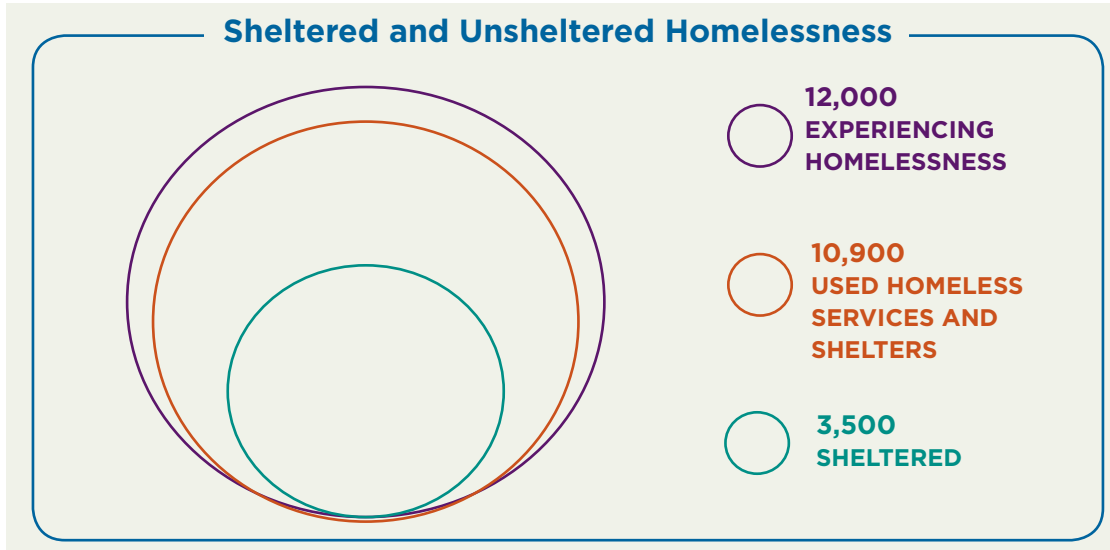 Sheltered and Unsheltered Homelessness
12,000
EXPERIENCING
HOMELESSNESS
10,900
USED HOMELESS
SERVICES AND
SHELTERS
3,500
SHELTERED